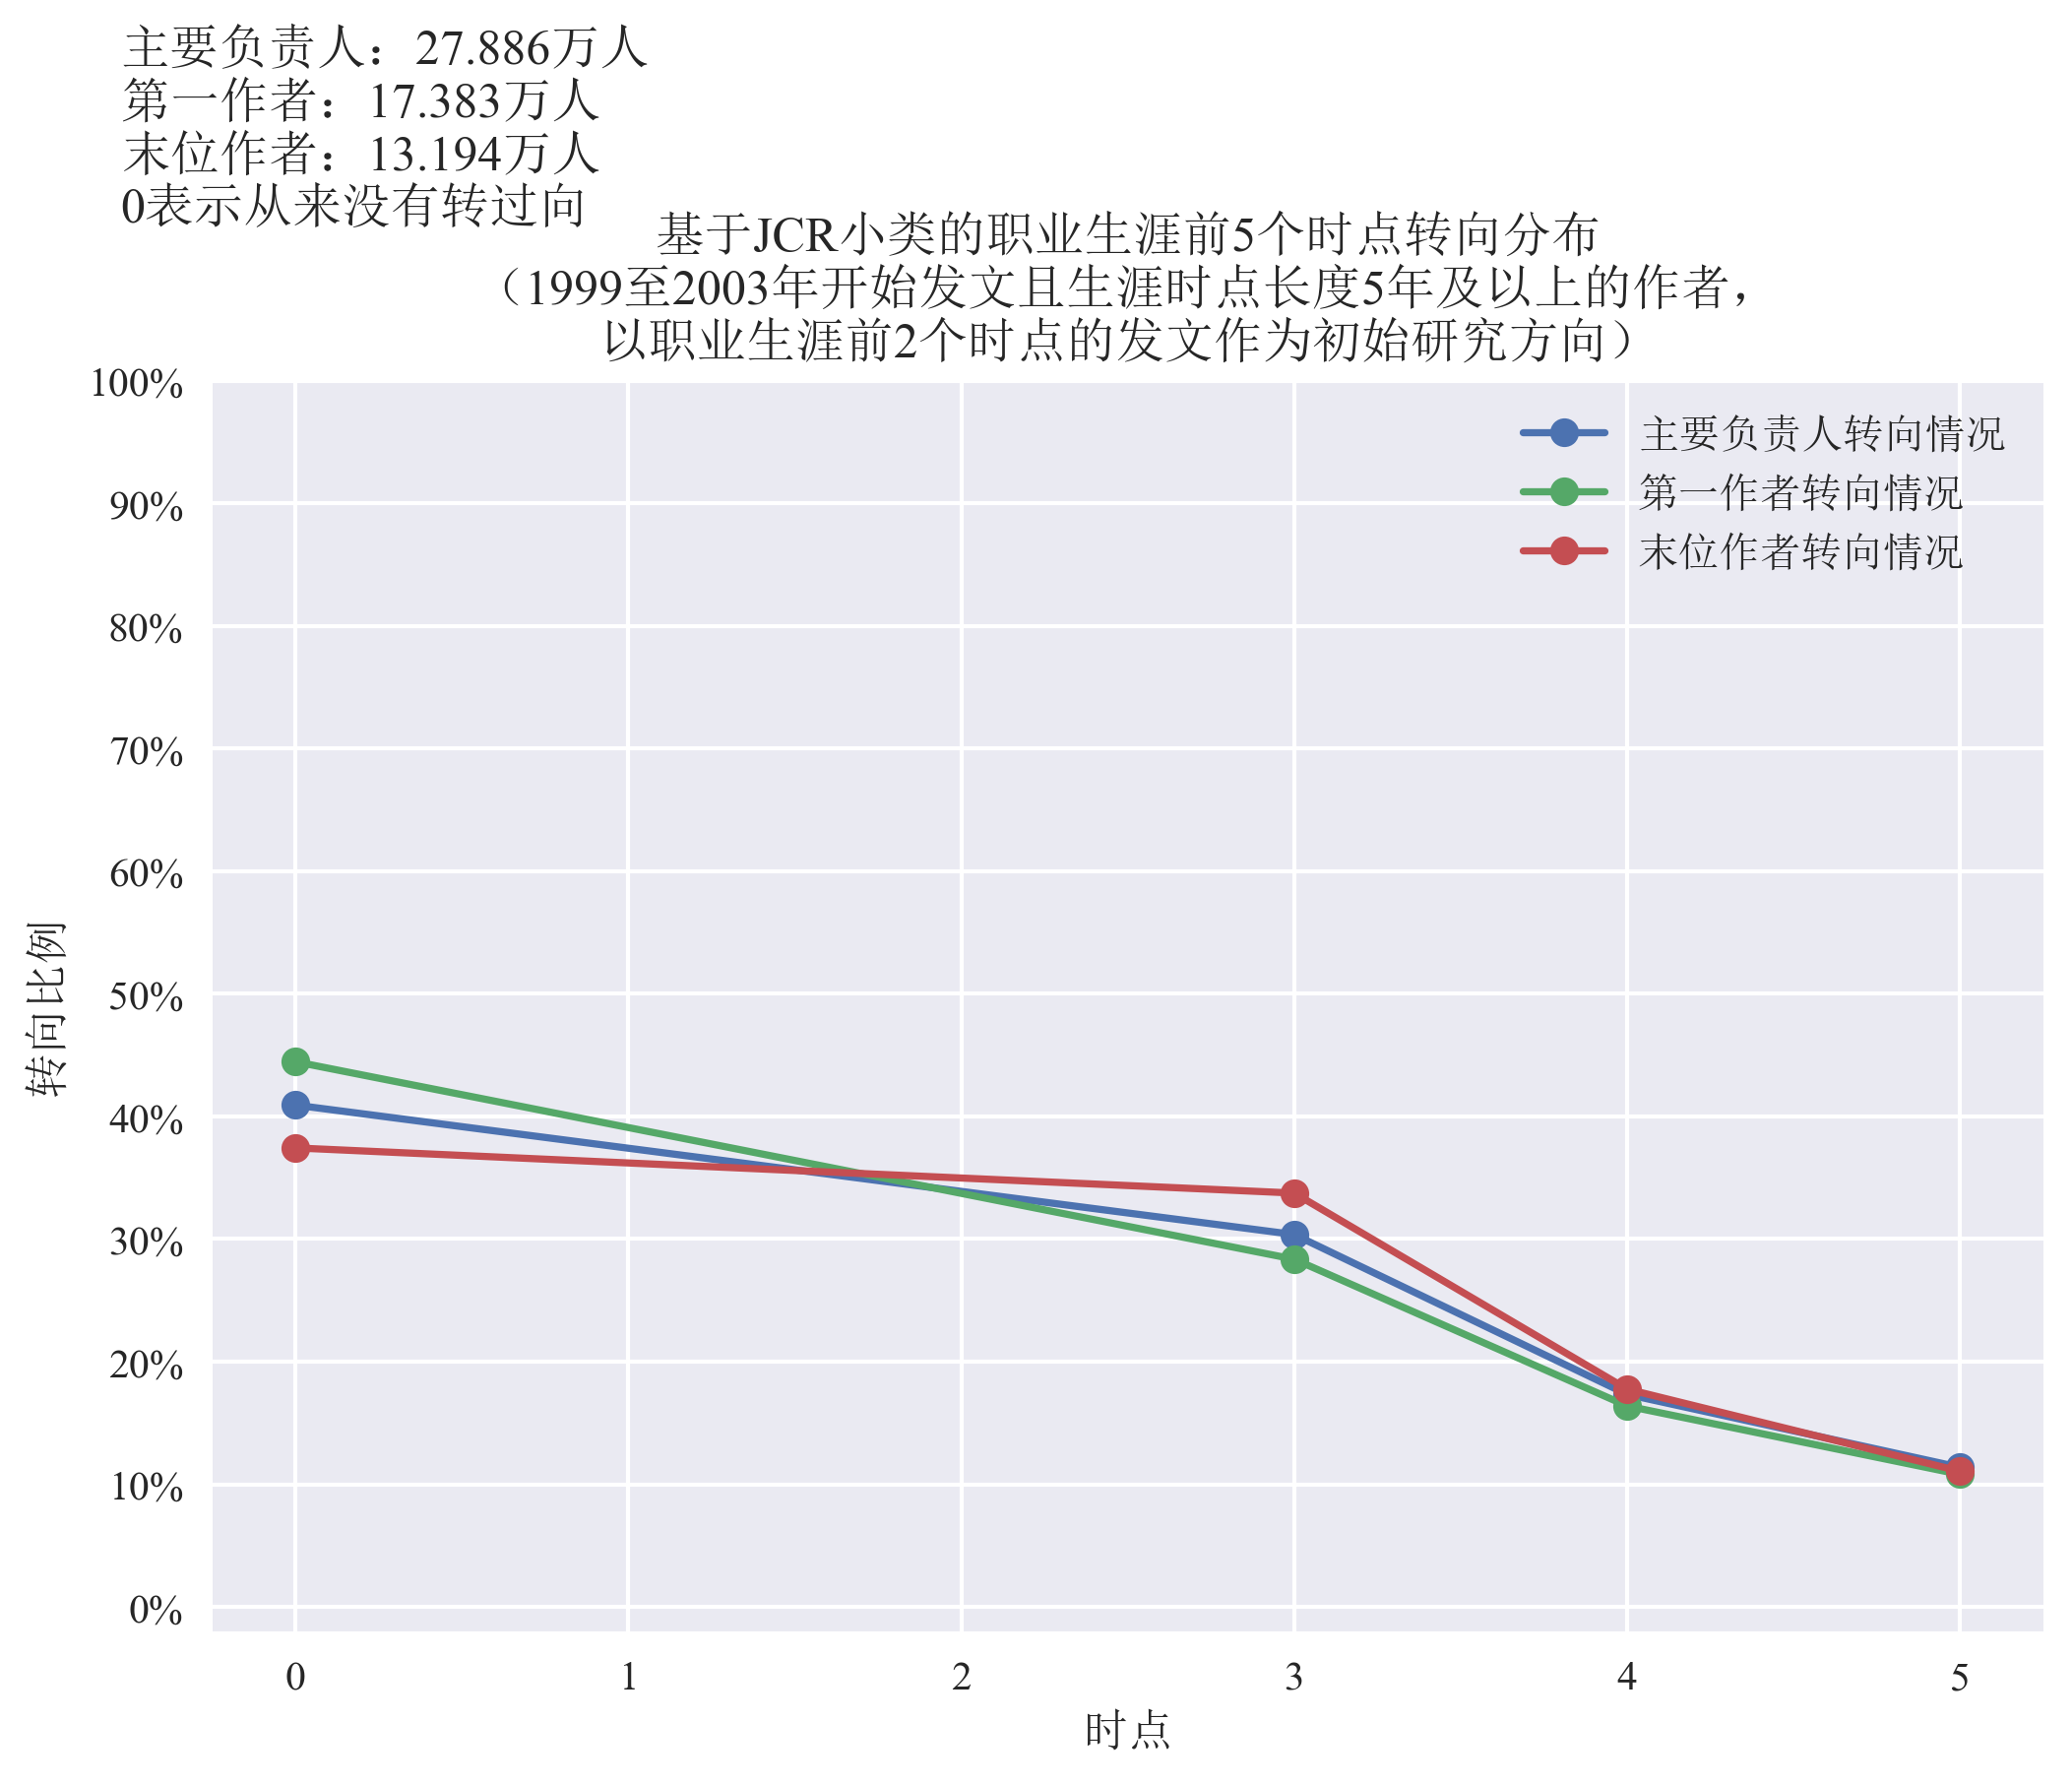 主要负责人：27.886万人
第一作者：17.383万人
末位作者：13.194万人
0表示从来没有转过向
基于JCR小类的职业生涯前5个时点转向分布
（1999至2003年开始发文且生涯时点长度5年及以上的作者，
以职业生涯前2个时点的发文作为初始研究方向）
主要负责人转向情况
第一作者转向情况
末位作者转向情况
100%
90%
80%
70%
60%
50%
40%
30%
20%
10%
0%
转向比例
0 1 2 3 4 5
时点